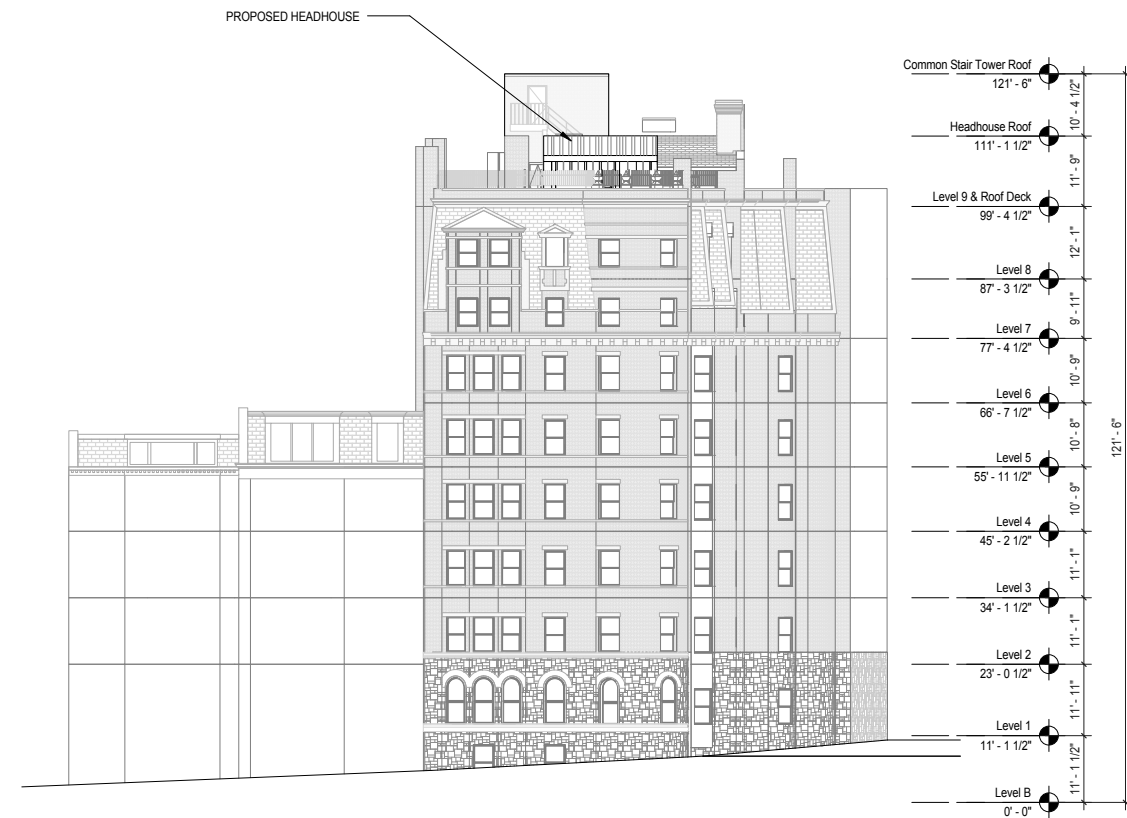 PROPOSED HEADHOUSE
Common Stair Tower Roof
121' - 6"
10' - 4 1/2"
Headhouse Roof
111' - 1 1/2"
11' - 9"
Level 9 & Roof Deck
99' - 4 1/2"
12' - 1"
Level 8
87' - 3 1/2"
9' - 11"
Level 7
77' - 4 1/2"
10' - 9"
Level 6
66' - 7 1/2"
10' - 8"
121' - 6"
Level 5
55' - 11 1/2"
10' - 9"
Level 4
45' - 2 1/2"
11' - 1"
Level 3
34' - 1 1/2"
11' - 1"
Level 2
23' - 0 1/2"
11' - 11"
Level 1
11' - 1 1/2"
11' - 1 1/2"
Level B
0' - 0"